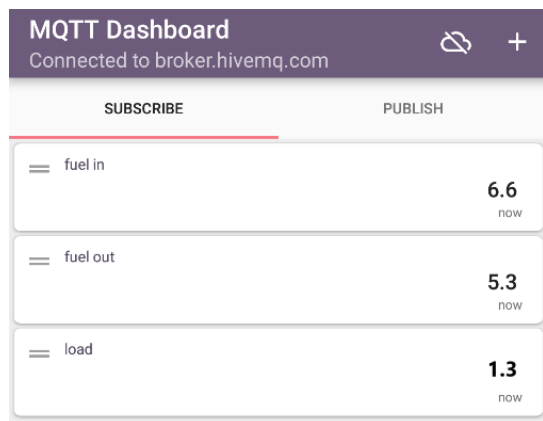 MQTT Dashboard
Connected to broker.hivemq.com
SUBSCRIBE
PUBLISH
fuel in
6.6
now
fuel out
5.3
now
load
1.3
now